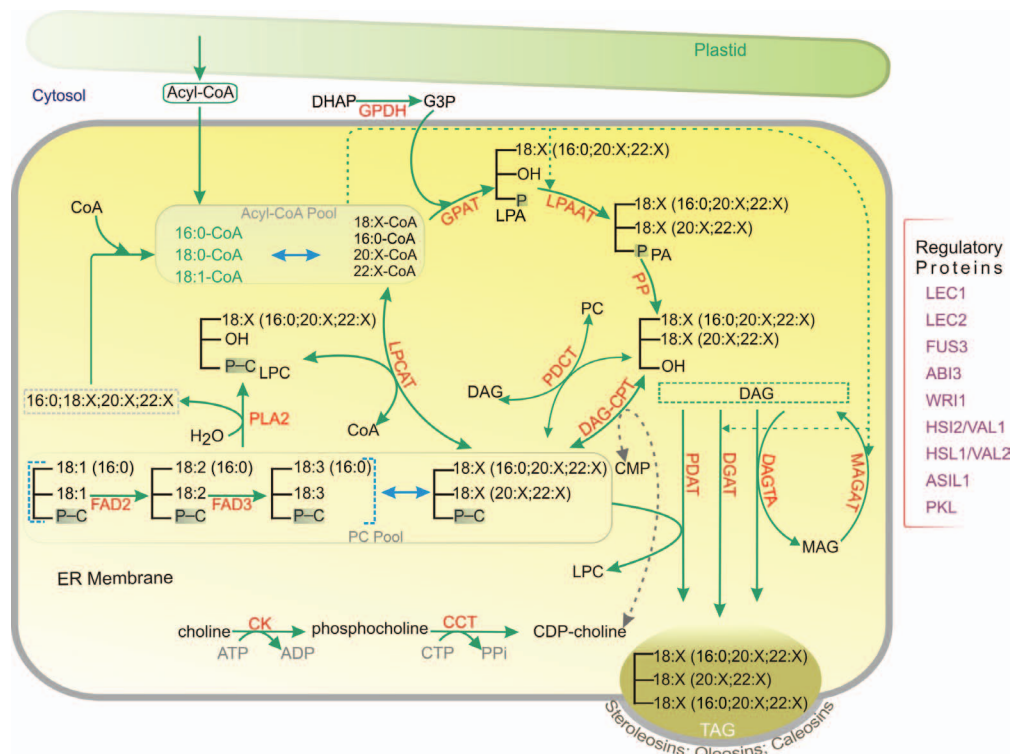 Plastid
Cytosol
Acyl-CoA
DHAP
GPDH
G3P
18:X (16:0;20:X;22:X)
OH
P
LPA
GPAT
LPAAT
18:X (16:0;20:X;22:X)
18:X (20:X;22:X)
P PA
PP
CoA
Acyl-CoA Pool
16:0-CoA
18:0-CoA
18:1-CoA
18:X-CoA
16:0-CoA
20:X-CoA
22:X-CoA
18:X (16:0;20:X;22:X)
OH
P–C LPC
LPCAT
CoA
PC
PDCT
DAG
18:X (16:0;20:X;22:X)
18:X (20:X;22:X)
OH
DAG-CPT
DAG
16:0;18:X;20:X;22:X
H2O
PLA2
18:1 (16:0)
18:1
P–C
FAD2
18:2 (16:0)
18:2
P–C
FAD3
18:3 (16:0)
18:3
P–C
18:X (16:0;20:X;22:X)
18:X (20:X;22:X)
P–C
PC Pool
CMP
PDAT
DGAT
DAGTA
MAGAT
MAG
LPC
ER Membrane
choline
CK
ATP
ADP
phosphocholine
CCT
CTP
PPi
CDP-choline
18:X (16:0;20:X;22:X)
18:X (20:X;22:X)
18:X (16:0;20:X;22:X)
TAG
Steroleosins; Oleosins; Caleosins
Regulatory
Proteins
LEC1
LEC2
FUS3
ABI3
WRI1
HSI2/VAL1
HSL1/VAL2
ASIL1
PKL